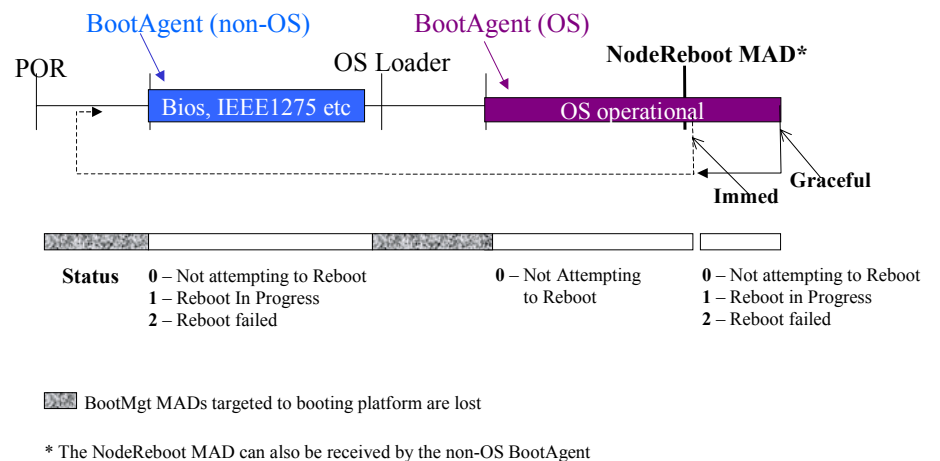 BootAgent (non-OS)
BootAgent (OS)
POR
OS Loader
NodeReboot MAD*
Bios, IEEE1275 etc
OS operational
Immed
Graceful
Status
0 – Not attempting to Reboot
1 – Reboot In Progress
2 – Reboot failed
0 – Not Attempting
to Reboot
0 – Not attempting to Reboot
1 – Reboot in Progress
2 – Reboot failed
BootMgt MADs targeted to booting platform are lost
* The NodeReboot MAD can also be received by the non-OS BootAgent